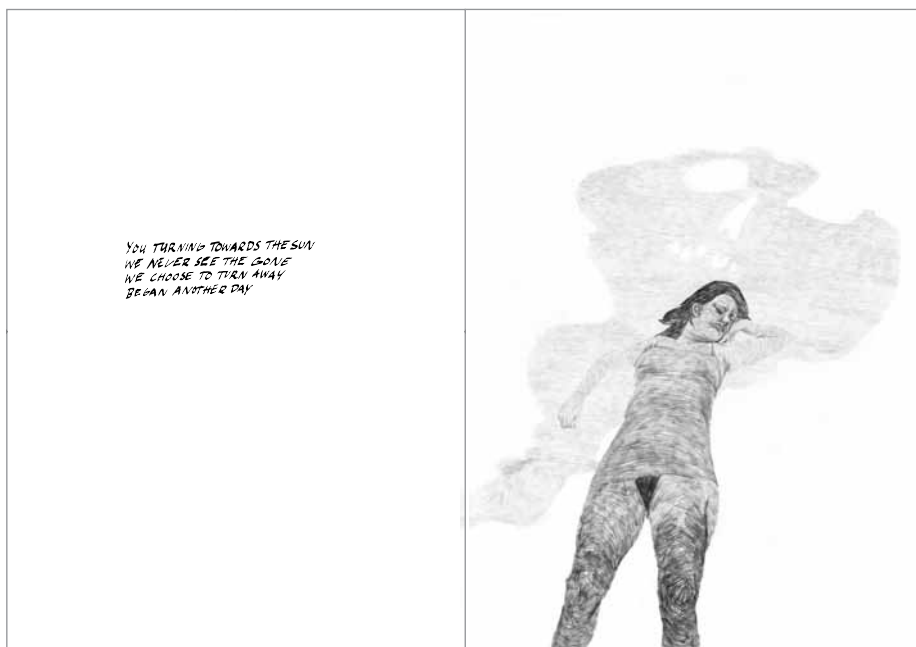 YOU TURNING TOWARDS THE SUN
WE NEVER SEE THE GONE
WE CHOOSE TO TURN AWAY
BEGAN ANOTHER DAY